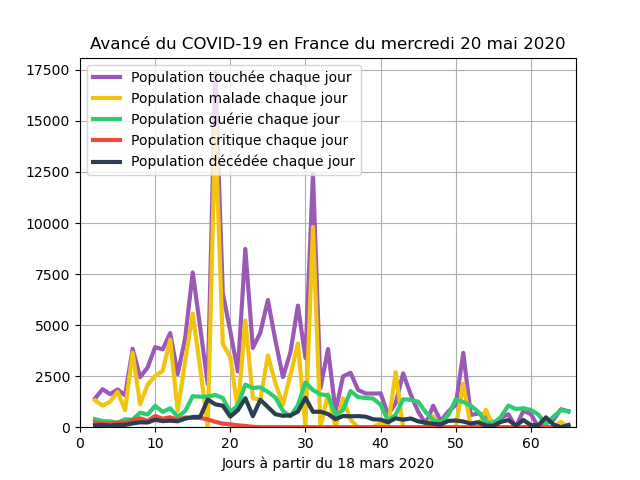 Avancé du COVID-19 en France du mercredi 20 mai 2020
17500
15000
12500
10000
7500
5000
2500
0
Population touchée chaque jour
Population malade chaque jour
Population guérie chaque jour
Population critique chaque jour
Population décédée chaque jour
0 10 20 30 40 50 60
Jours à partir du 18 mars 2020